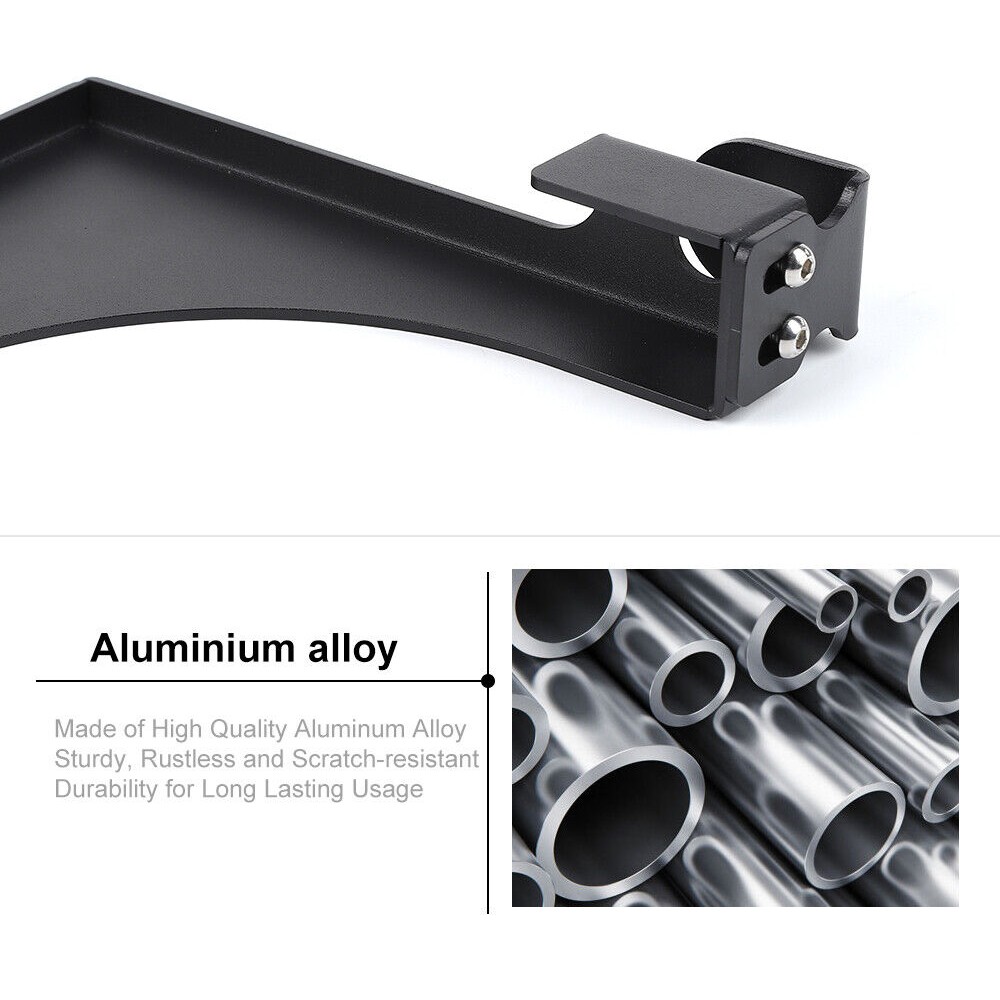 Aluminium alloy
Made of High Quality Aluminum Alloy
Sturdy, Rustless and Scratch-resistant
Durability for Long Lasting Usage